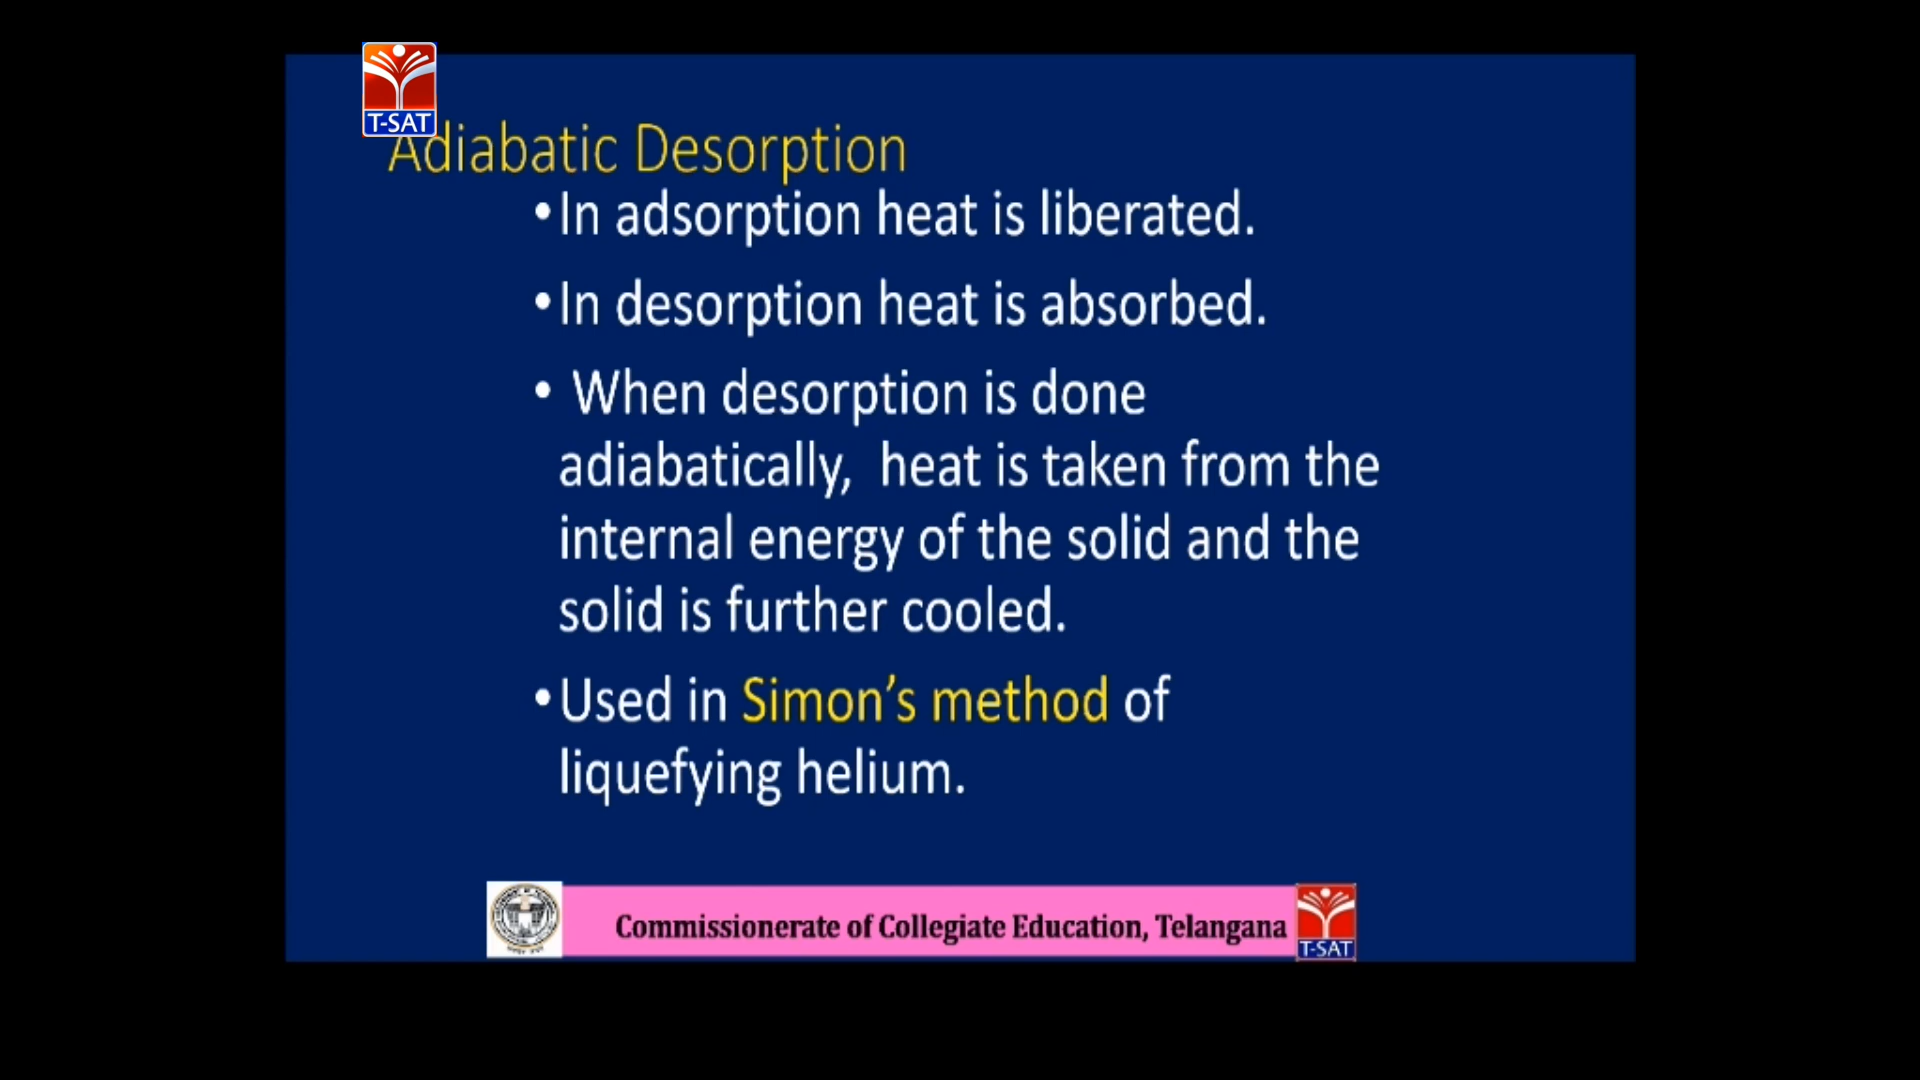 T-SAT
Adiabatic Desorption
•In adsorption heat is liberated.
•In desorption heat is absorbed.
• When desorption is done
adiabatically, heat is taken from the
internal energy of the solid and the
solid is further cooled.
•Used in Simon's method of
liquefying helium.
Commissionerate of Collegiate Education, Telangana
T-SAT